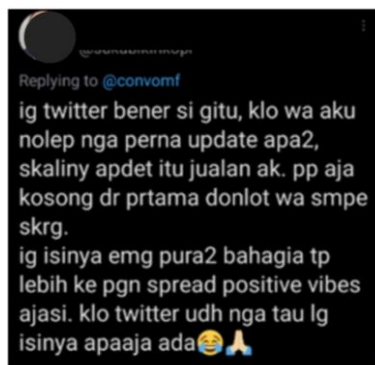 Replying to @convomf
ig twitter bener si gitu, klo wa aku
nolep nga perna update apa2,
skaliny apdet itu jualan ak. pp aja
kosong dr prtama donlot wa smpe
skrg.
ig isinya emg pura2 bahagia tp
lebih ke pgn spread positive vibes
ajasi. klo twitter udh nga tau lg
isinya apaaja ada😂🙏🏻